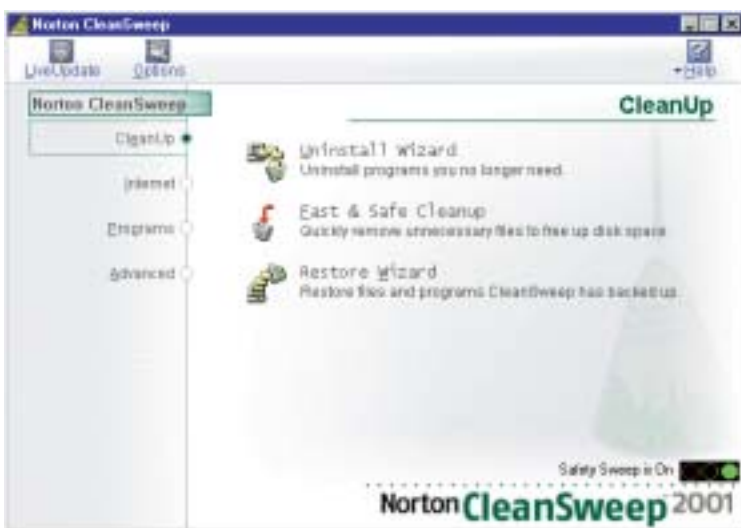 Norton CleanSweep
LiveUpdate Options Help
Norton CleanSweep
CleanUp
CleanUp
Internet
Programs
Advanced
Uninstall Wizard
Uninstall programs you no longer need.
Fast & Safe Cleanup
Quickly remove unnecessary files to free up disk space
Restore Wizard
Restore files and programs CleanSweep has backed up.
Safety Sweep is On
Norton CleanSweep 2001